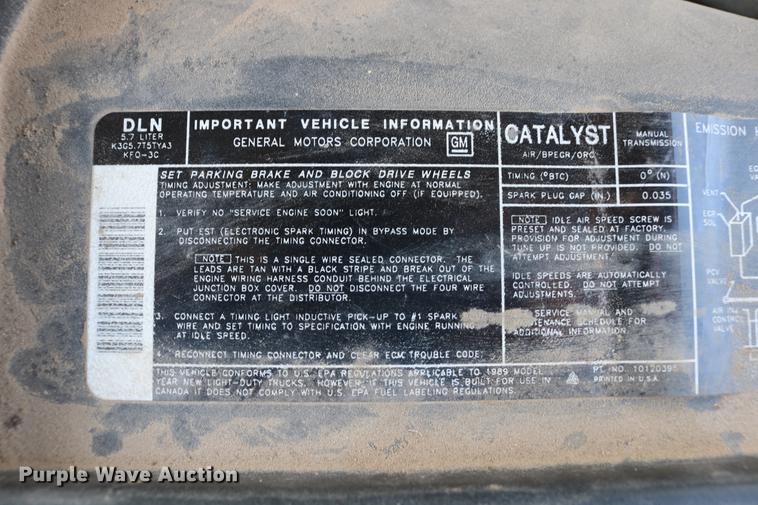 DLN
5.7 LITER
K3G5.7T5TYA3
KFO-3C
IMPORTANT VEHICLE INFORMATION
GENERAL MOTORS CORPORATION GM
CATALYST
AIR/BPEGR/ORC
MANUAL
TRANSMISSION
TIMING (°BTC) 0° (N)
SPARK PLUG GAP (IN.) 0.035
SET PARKING BRAKE AND BLOCK DRIVE WHEELS
TIMING ADJUSTMENT: MAKE ADJUSTMENT WITH ENGINE AT NORMAL
OPERATING TEMPERATURE AND AIR CONDITIONING OFF (IF EQUIPPED).
1. VERIFY NO "SERVICE ENGINE SOON" LIGHT.
2. PUT EST (ELECTRONIC SPARK TIMING) IN BYPASS MODE BY
DISCONNECTING THE TIMING CONNECTOR.
NOTE THIS IS A SINGLE WIRE SEALED CONNECTOR. THE
LEADS ARE TAN WITH A BLACK STRIPE AND BREAK OUT OF THE
ENGINE WIRING HARNESS CONDUIT BEHIND THE ELECTRICAL
JUNCTION BOX COVER. DO NOT DISCONNECT THE FOUR WIRE
CONNECTOR AT THE DISTRIBUTOR.
3. CONNECT A TIMING LIGHT INDUCTIVE PICK-UP TO #1 SPARK
WIRE AND SET TIMING TO SPECIFICATION WITH ENGINE RUNNING
AT IDLE SPEED.
4. RECONNECT TIMING CONNECTOR AND CLEAR ECM TROUBLE CODE.
NOTE IDLE AIR SPEED SCREW IS
PRESET AND SEALED AT FACTORY.
PROVISION FOR ADJUSTMENT DURING
TUNE UP IS NOT PROVIDED. DO NOT
ATTEMPT ADJUSTMENT.
IDLE SPEEDS ARE AUTOMATICALLY
CONTROLLED. DO NOT ATTEMPT
ADJUSTMENTS.
SERVICE MANUAL AND
MAINTENANCE SCHEDULE FOR
ADDITIONAL INFORMATION.
THIS VEHICLE CONFORMS TO U.S. EPA REGULATIONS APPLICABLE TO 1989 MODEL
YEAR NEW LIGHT-DUTY TRUCKS. HOWEVER, IF THIS VEHICLE IS BUILT FOR USE IN
CANADA IT DOES NOT COMPLY WITH U.S. EPA FUEL LABELING REGULATIONS.
PT. NO. 10120395
PRINTED IN U.S.A.
EMISSION
VENT
EGR
SOL
PCV
VALVE
AIR
CONTROL
VALVE
Purple Wave Auction